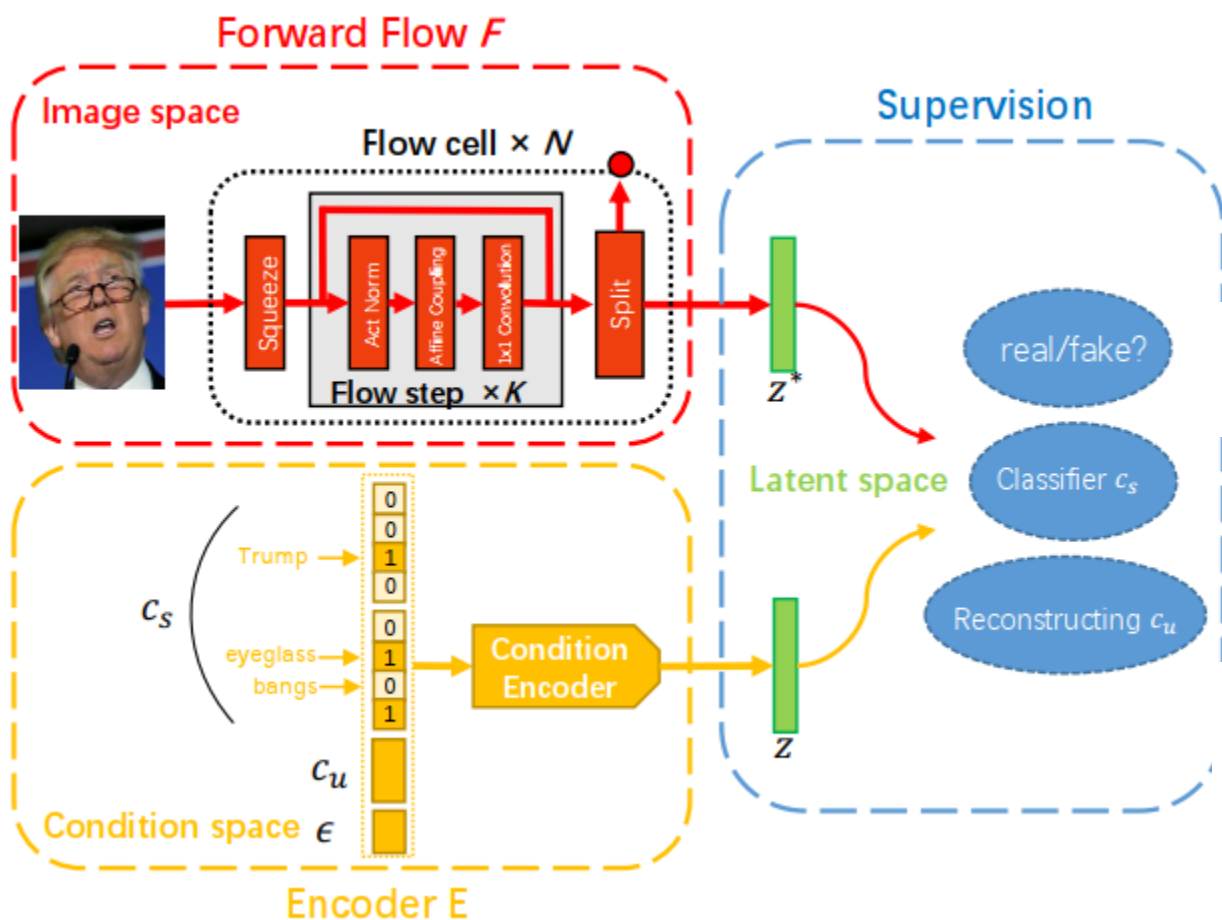 Forward Flow F
Image space
Flow cell × N
Squeeze
Act Norm
Affine Coupling
1x1 Convolution
Flow step ×K
Split
Supervision
z*
real/fake?
Latent space
Classifier c_s
Reconstructing c_u
z
0
0
Trump
1
0
c_s
0
eyeglass
1
bangs
0
1
Condition
Encoder
c_u
Condition space
ϵ
Encoder E